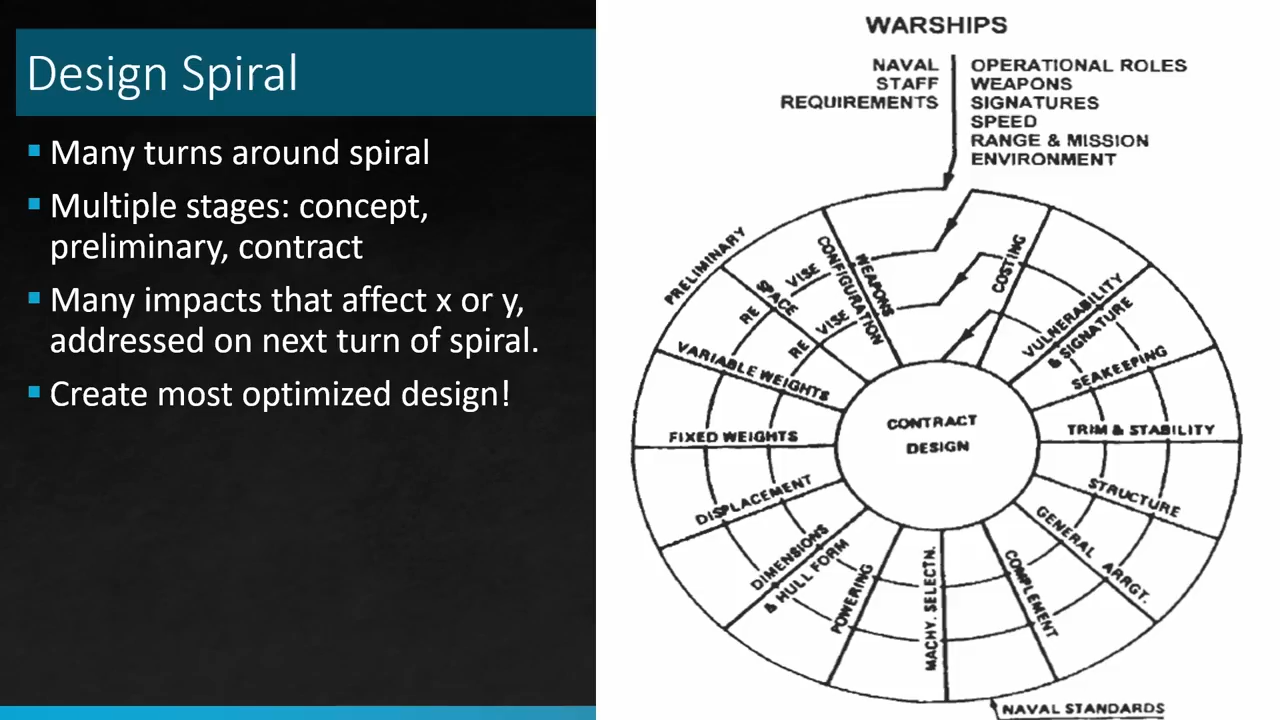 Design Spiral
Many turns around spiral
Multiple stages: concept,
preliminary, contract
Many impacts that affect x or y,
addressed on next turn of spiral.
Create most optimized design!
WARSHIPS
NAVAL
STAFF
REQUIREMENTS
OPERATIONAL ROLES
WEAPONS
SIGNATURES
SPEED
RANGE & MISSION
ENVIRONMENT
PRELIMINARY
WEAPONS
CONFIGURATION
COSTING
VULNERABILITY
& SIGNATURE
SEAKEEPING
TRIM & STABILITY
STRUCTURE
GENERAL ARRGT.
COMPLEMENT
MACHY. SELECTN.
POWERING
DIMENSIONS
& HULL FORM
DISPLACEMENT
FIXED WEIGHTS
VARIABLE WEIGHTS
SPACE
RE VISE
RE VISE
CONTRACT
DESIGN
NAVAL STANDARDS